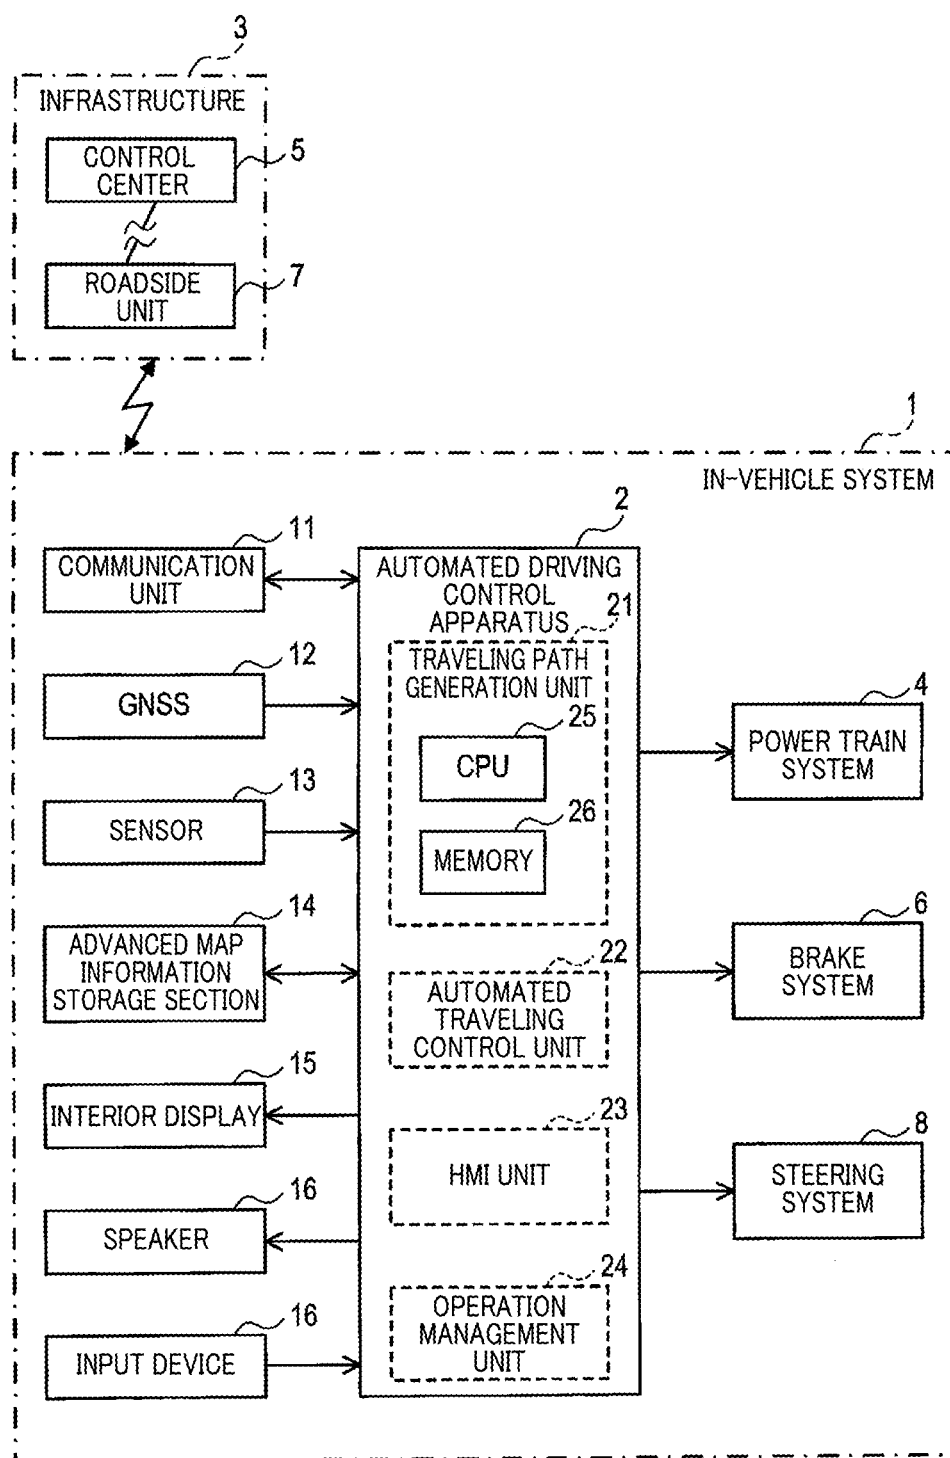 3
INFRASTRUCTURE
CONTROL
CENTER
5
ROADSIDE
UNIT
7
1
IN-VEHICLE SYSTEM
11
COMMUNICATION
UNIT
12
GNSS
13
SENSOR
14
ADVANCED MAP
INFORMATION
STORAGE SECTION
15
INTERIOR DISPLAY
16
SPEAKER
16
INPUT DEVICE
2
AUTOMATED DRIVING
CONTROL
APPARATUS
21
TRAVELING PATH
GENERATION UNIT
25
CPU
26
MEMORY
22
AUTOMATED
TRAVELING
CONTROL UNIT
23
HMI UNIT
24
OPERATION
MANAGEMENT
UNIT
4
POWER TRAIN
SYSTEM
6
BRAKE
SYSTEM
8
STEERING
SYSTEM